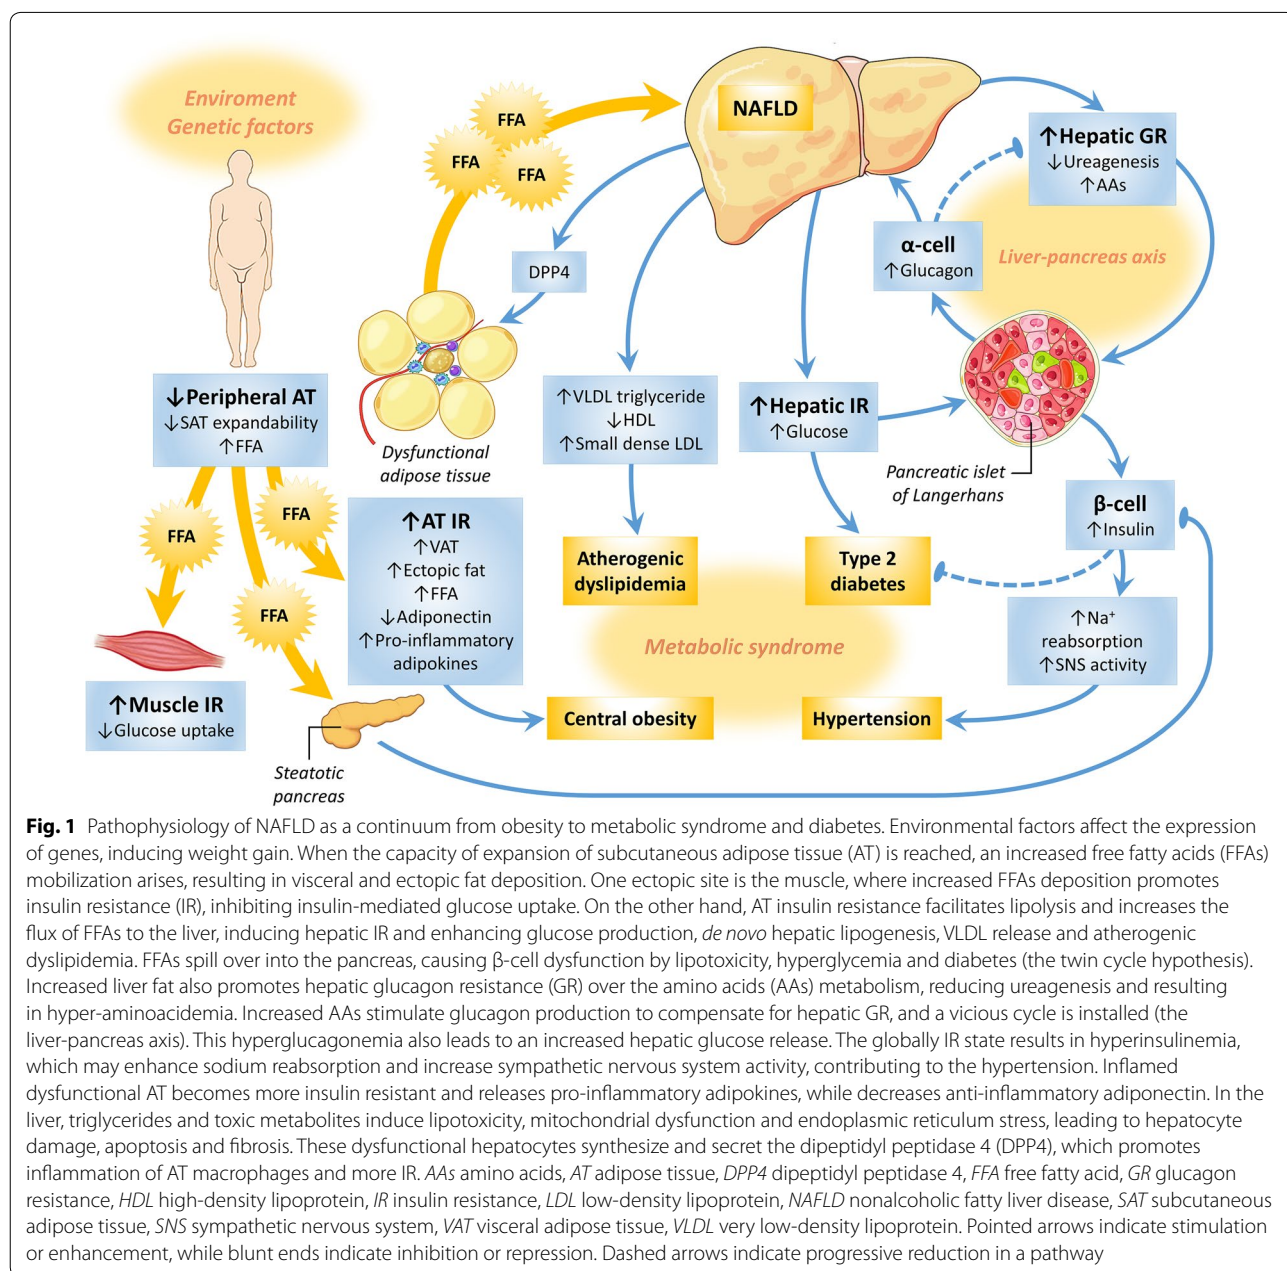 Enviroment
Genetic factors
FFA
FFA
FFA
NAFLD
↑Hepatic GR
↓Ureagenesis
↑AAs
DPP4
α-cell
↑Glucagon
Liver-pancreas axis
↓Peripheral AT
↓SAT expandability
↑FFA
Dysfunctional
adipose tissue
↑VLDL triglyceride
↓HDL
↑Small dense LDL
↑Hepatic IR
↑Glucose
Pancreatic islet
of Langerhans
FFA
FFA
FFA
↑AT IR
↑VAT
↑Ectopic fat
↑FFA
↓Adiponectin
↑Pro-inflammatory
adipokines
Atherogenic
dyslipidemia
Type 2
diabetes
β-cell
↑Insulin
↑Na⁺
reabsorption
↑SNS activity
Metabolic syndrome
↑Muscle IR
↓Glucose uptake
Steatotic
pancreas
Central obesity
Hypertension
Fig. 1 Pathophysiology of NAFLD as a continuum from obesity to metabolic syndrome and diabetes. Environmental factors affect the expression
of genes, inducing weight gain. When the capacity of expansion of subcutaneous adipose tissue (AT) is reached, an increased free fatty acids (FFAs)
mobilization arises, resulting in visceral and ectopic fat deposition. One ectopic site is the muscle, where increased FFAs deposition promotes
insulin resistance (IR), inhibiting insulin-mediated glucose uptake. On the other hand, AT insulin resistance facilitates lipolysis and increases the
flux of FFAs to the liver, inducing hepatic IR and enhancing glucose production, de novo hepatic lipogenesis, VLDL release and atherogenic
dyslipidemia. FFAs spill over into the pancreas, causing β-cell dysfunction by lipotoxicity, hyperglycemia and diabetes (the twin cycle hypothesis).
Increased liver fat also promotes hepatic glucagon resistance (GR) over the amino acids (AAs) metabolism, reducing ureagenesis and resulting
in hyper-aminoacidemia. Increased AAs stimulate glucagon production to compensate for hepatic GR, and a vicious cycle is installed (the
liver-pancreas axis). This hyperglucagonemia also leads to an increased hepatic glucose release. The globally IR state results in hyperinsulinemia,
which may enhance sodium reabsorption and increase sympathetic nervous system activity, contributing to the hypertension. Inflamed
dysfunctional AT becomes more insulin resistant and releases pro-inflammatory adipokines, while decreases anti-inflammatory adiponectin. In the
liver, triglycerides and toxic metabolites induce lipotoxicity, mitochondrial dysfunction and endoplasmic reticulum stress, leading to hepatocyte
damage, apoptosis and fibrosis. These dysfunctional hepatocytes synthesize and secret the dipeptidyl peptidase 4 (DPP4), which promotes
inflammation of AT macrophages and more IR. AAs amino acids, AT adipose tissue, DPP4 dipeptidyl peptidase 4, FFA free fatty acid, GR glucagon
resistance, HDL high-density lipoprotein, IR insulin resistance, LDL low-density lipoprotein, NAFLD nonalcoholic fatty liver disease, SAT subcutaneous
adipose tissue, SNS sympathetic nervous system, VAT visceral adipose tissue, VLDL very low-density lipoprotein. Pointed arrows indicate stimulation
or enhancement, while blunt ends indicate inhibition or repression. Dashed arrows indicate progressive reduction in a pathway